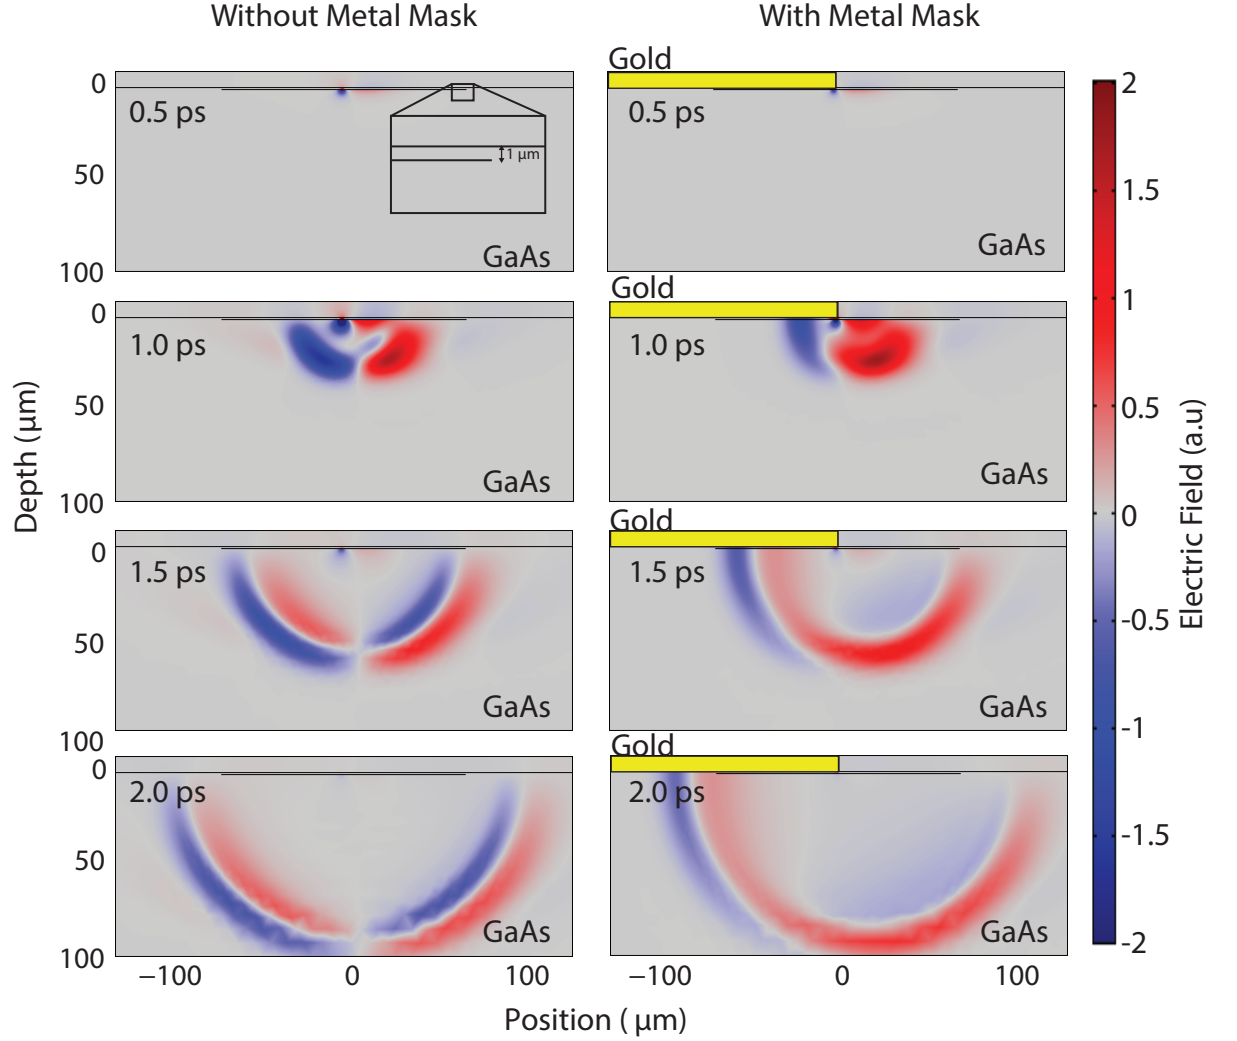 Without Metal Mask
With Metal Mask
Gold
0
0.5 ps
1 μm
50
GaAs
100
0.5 ps
GaAs
Gold
0
1.0 ps
50
GaAs
100
1.0 ps
GaAs
Gold
0
1.5 ps
50
GaAs
100
1.5 ps
GaAs
Gold
0
2.0 ps
50
GaAs
100
2.0 ps
GaAs
−100
0
100
−100
0
100
Depth (μm)
Position ( μm)
2
1.5
1
0.5
0
-0.5
-1
-1.5
-2
Electric Field (a.u)